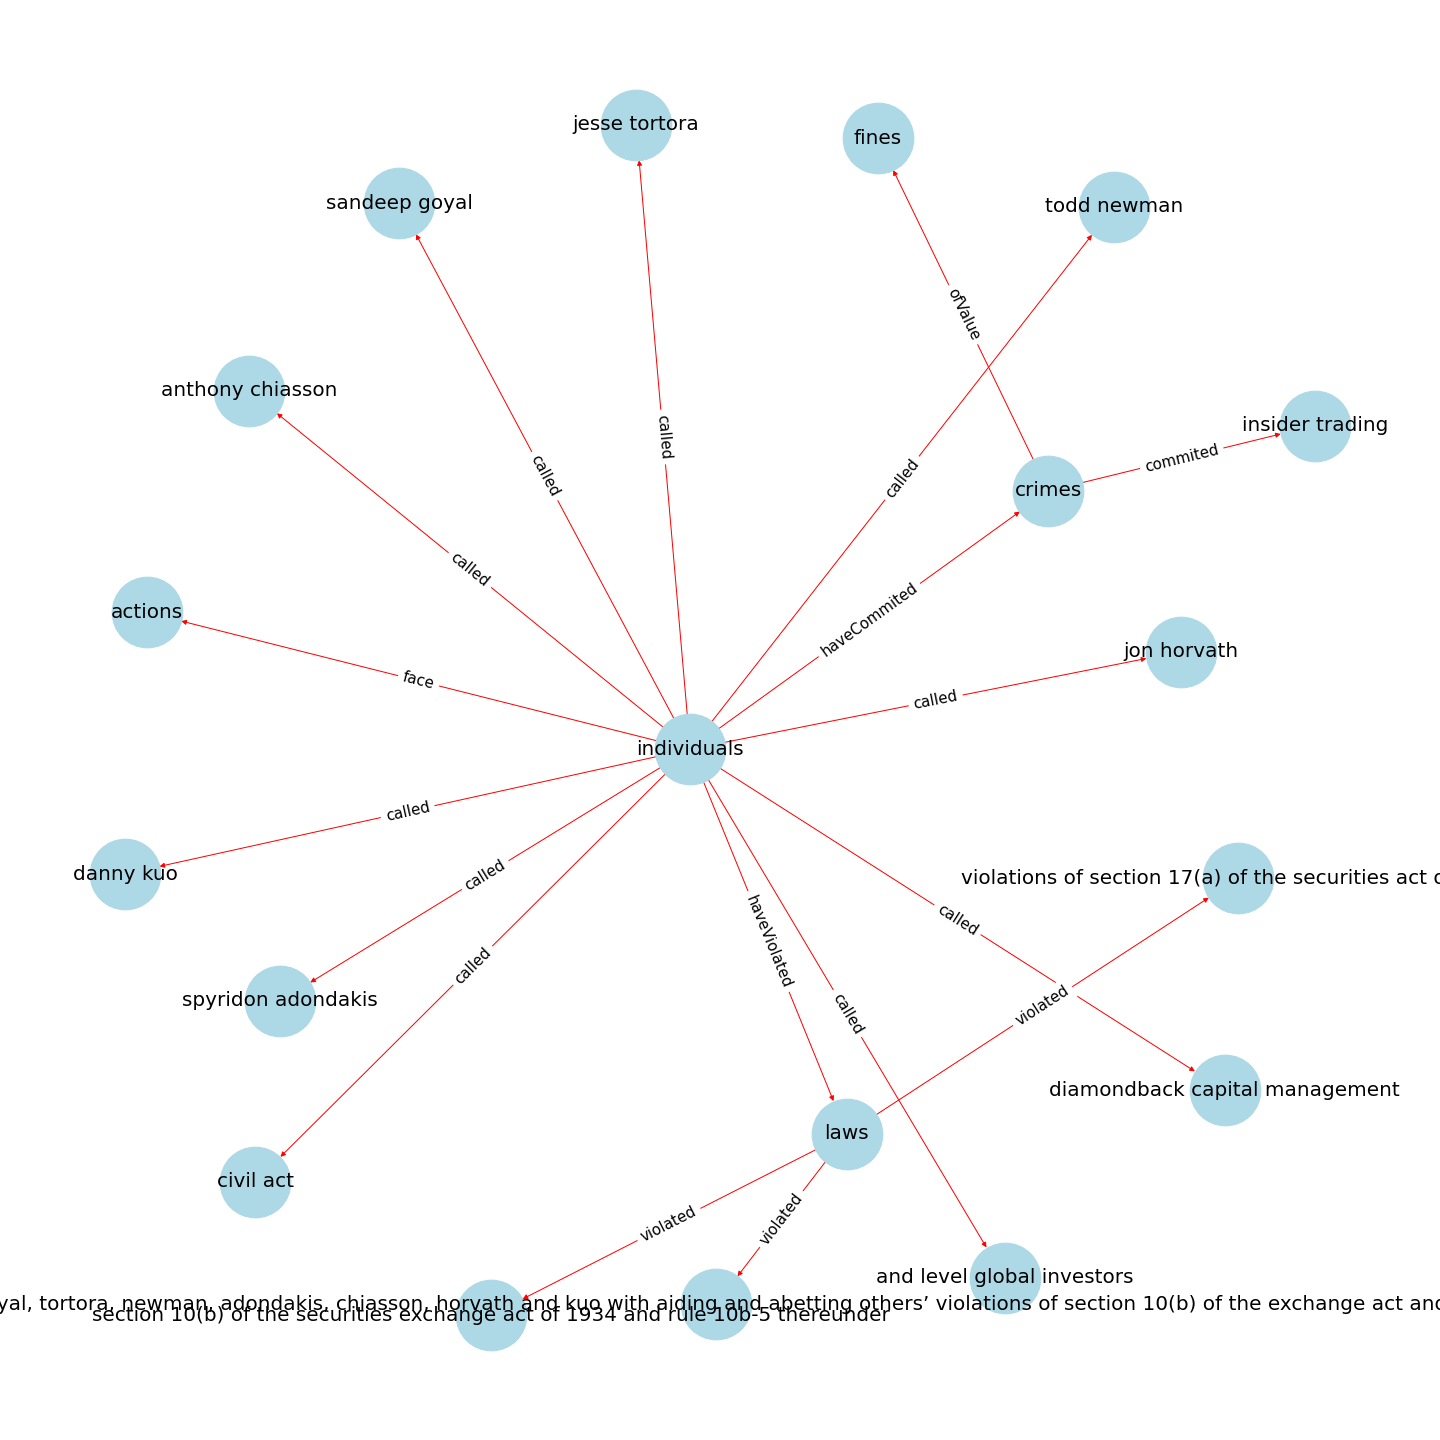 jesse tortora
fines
sandeep goyal
todd newman
ofValue
anthony chiasson
called
called
insider trading
commited
called
crimes
called
actions
haveCommited
jon horvath
face
called
individuals
called
danny kuo
called
violations of section 17(a) of the securities act
called
haveViolated
called
spyridon adondakis
violated
called
diamondback capital management
laws
civil act
violated
violated
and level global investors
tortora, newman, adondakis, chiasson, horvath and kuo with aiding and abetting others’ violations of section 10(b) of the exchange act and
section 10(b) of the securities exchange act of 1934 and rule 10b-5 thereunder